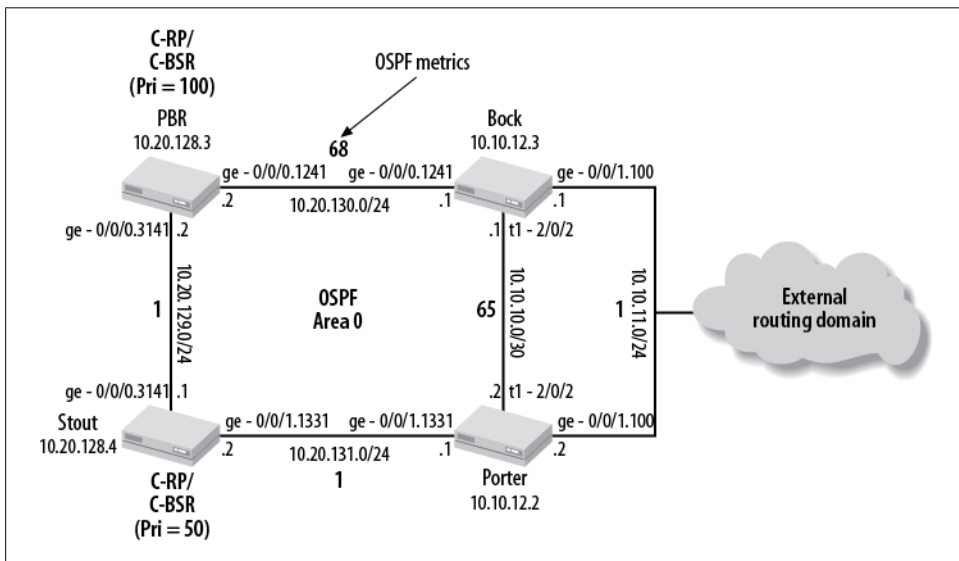 C-RP/
C-BSR
(Pri = 100)
OSPF metrics
PBR
10.20.128.3
Bock
10.10.12.3
68
ge - 0/0/0.1241
ge - 0/0/0.1241
ge - 0/0/1.100
.2
10.20.130.0/24
.1
.1
ge - 0/0/0.3141
.2
.1
t1 - 2/0/2
1
10.20.129.0/24
OSPF
Area 0
65
10.10.10.0/30
1
10.10.11.0/24
External
routing domain
ge - 0/0/0.3141
.1
.2
t1 - 2/0/2
Stout
10.20.128.4
ge - 0/0/1.1331
ge - 0/0/1.1331
ge - 0/0/1.100
.2
10.20.131.0/24
.1
.2
1
C-RP/
C-BSR
(Pri = 50)
Porter
10.10.12.2